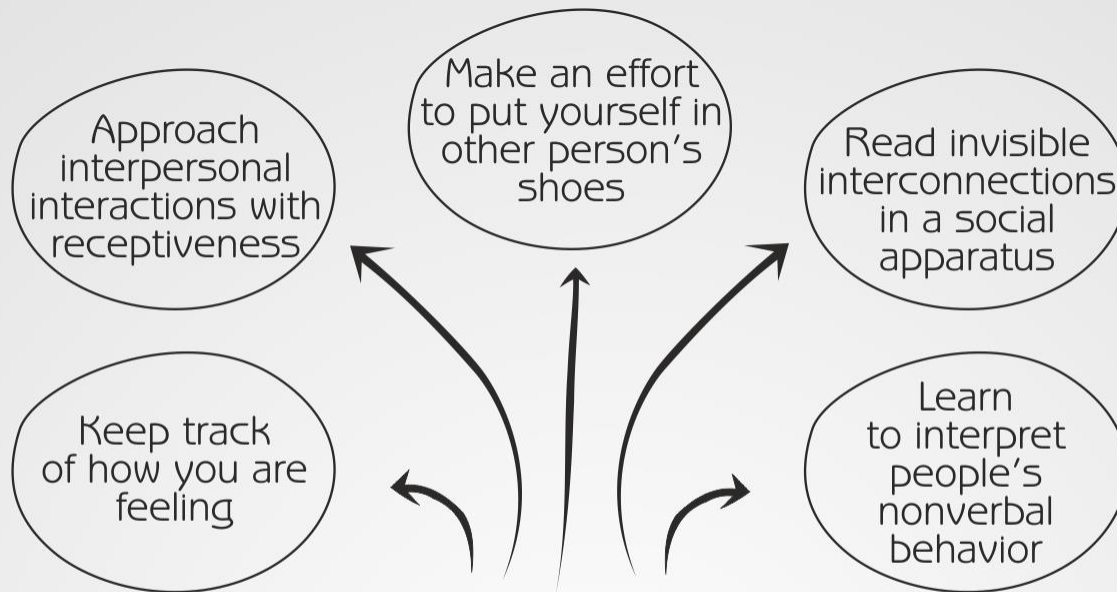 Approach
interpersonal
interactions with
receptiveness
Make an effort
to put yourself in
other person's
shoes
Read invisible
interconnections
in a social
apparatus
Keep track
of how you are
feeling
Learn
to interpret
people's
nonverbal
behavior